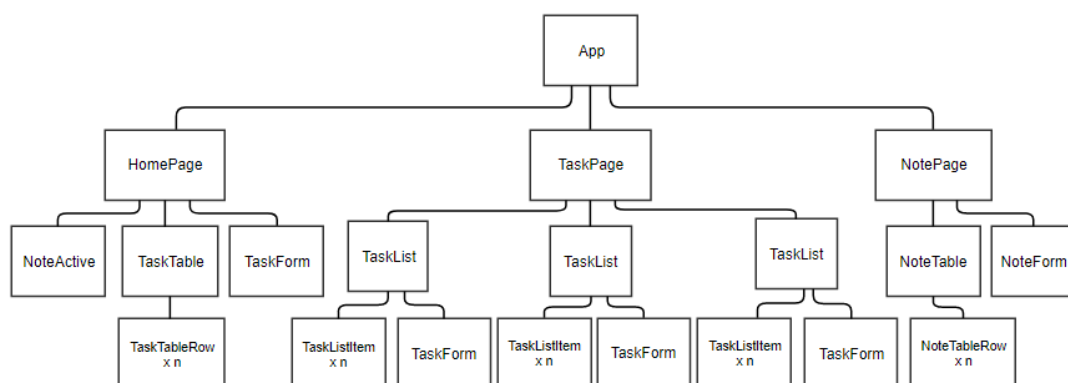 App
HomePage
TaskPage
NotePage
NoteActive
TaskTable
TaskForm
TaskList
TaskList
TaskList
NoteTable
NoteForm
TaskTableRow
x n
TaskListItem
x n
TaskForm
TaskListItem
x n
TaskForm
TaskListItem
x n
TaskForm
NoteTableRow
x n